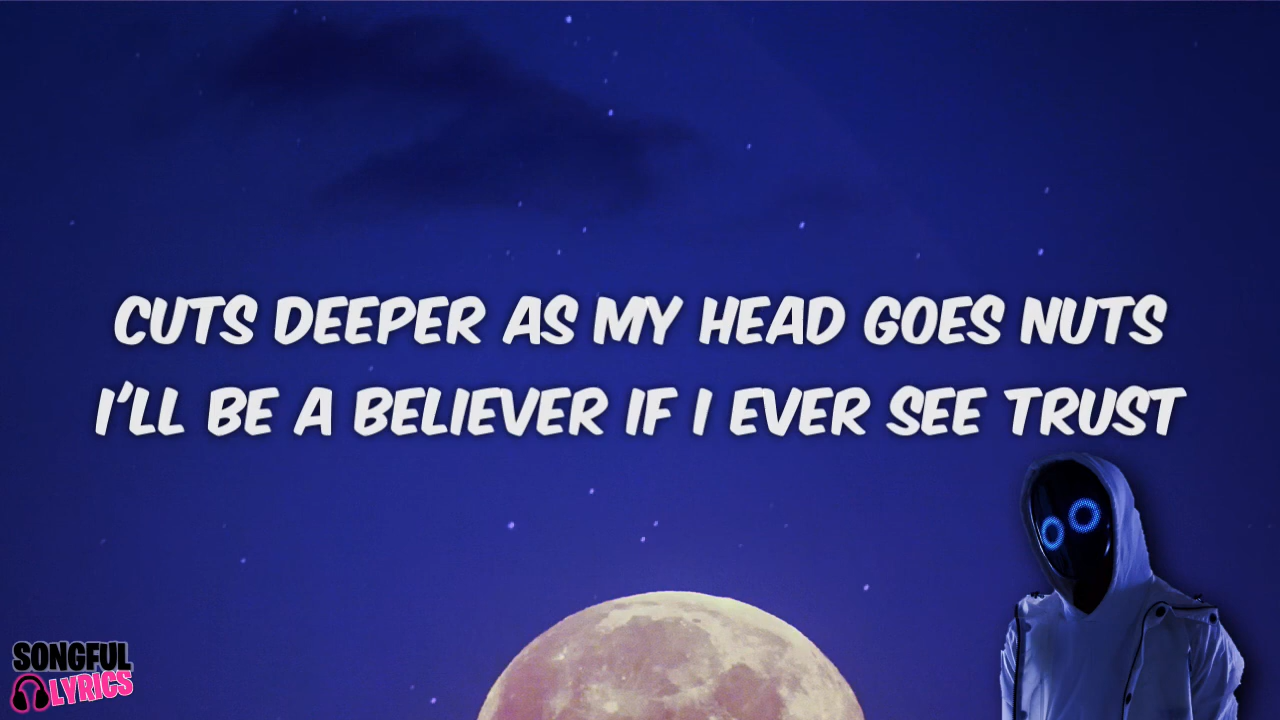 CUTS DEEPER AS MY HEAD GOES NUTS
I'LL BE A BELIEVER IF I EVER SEE TRUST
SONGFUL
LYRICS